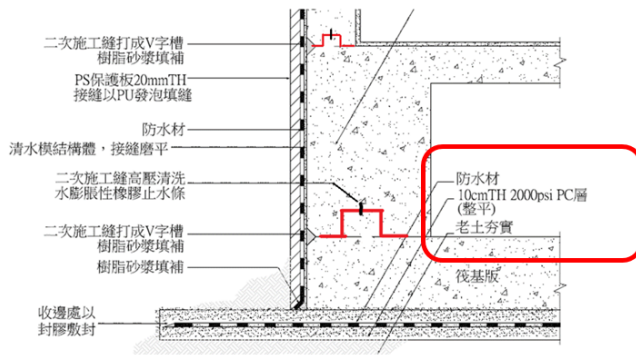 二次施工縫打成V字槽
樹脂砂漿填補
PS保護板20mmTH
接縫以PU發泡填縫
防水材
清水模結構體，接縫磨平
二次施工縫高壓清洗
水膨脹性橡膠止水條
二次施工縫打成V字槽
樹脂砂漿填補
樹脂砂漿填補
收邊處以
封膠敷封
防水材
10cmTH 2000psi PC層
(整平)
老土夯實
筏基版